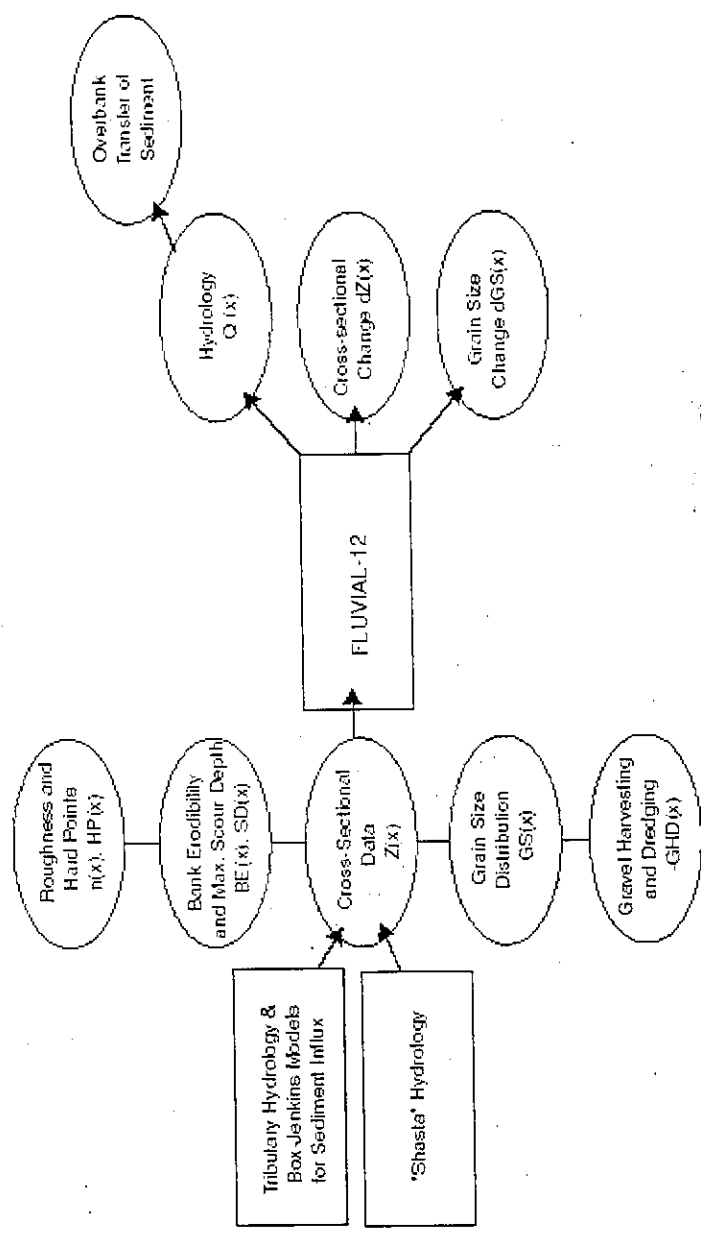 Tributary Hydrology &
Box-Jenkins Models
for Sediment Influx
"Shasta" Hydrology
Roughness and
Hard Points
n(x), HP(x)
Bank Erodibility
and Max. Scour Depth
BE(x), SD(x)
Cross-Sectional
Data
Z(x)
Grain Size
Distribution
GS(x)
Gravel Harvesting
and Dredging
-GHD(x)
FLUVIAL-12
Hydrology
Q (x)
Cross-sectional
Change dZ(x)
Grain Size
Change dGS(x)
Overbank
Transfer of
Sediment